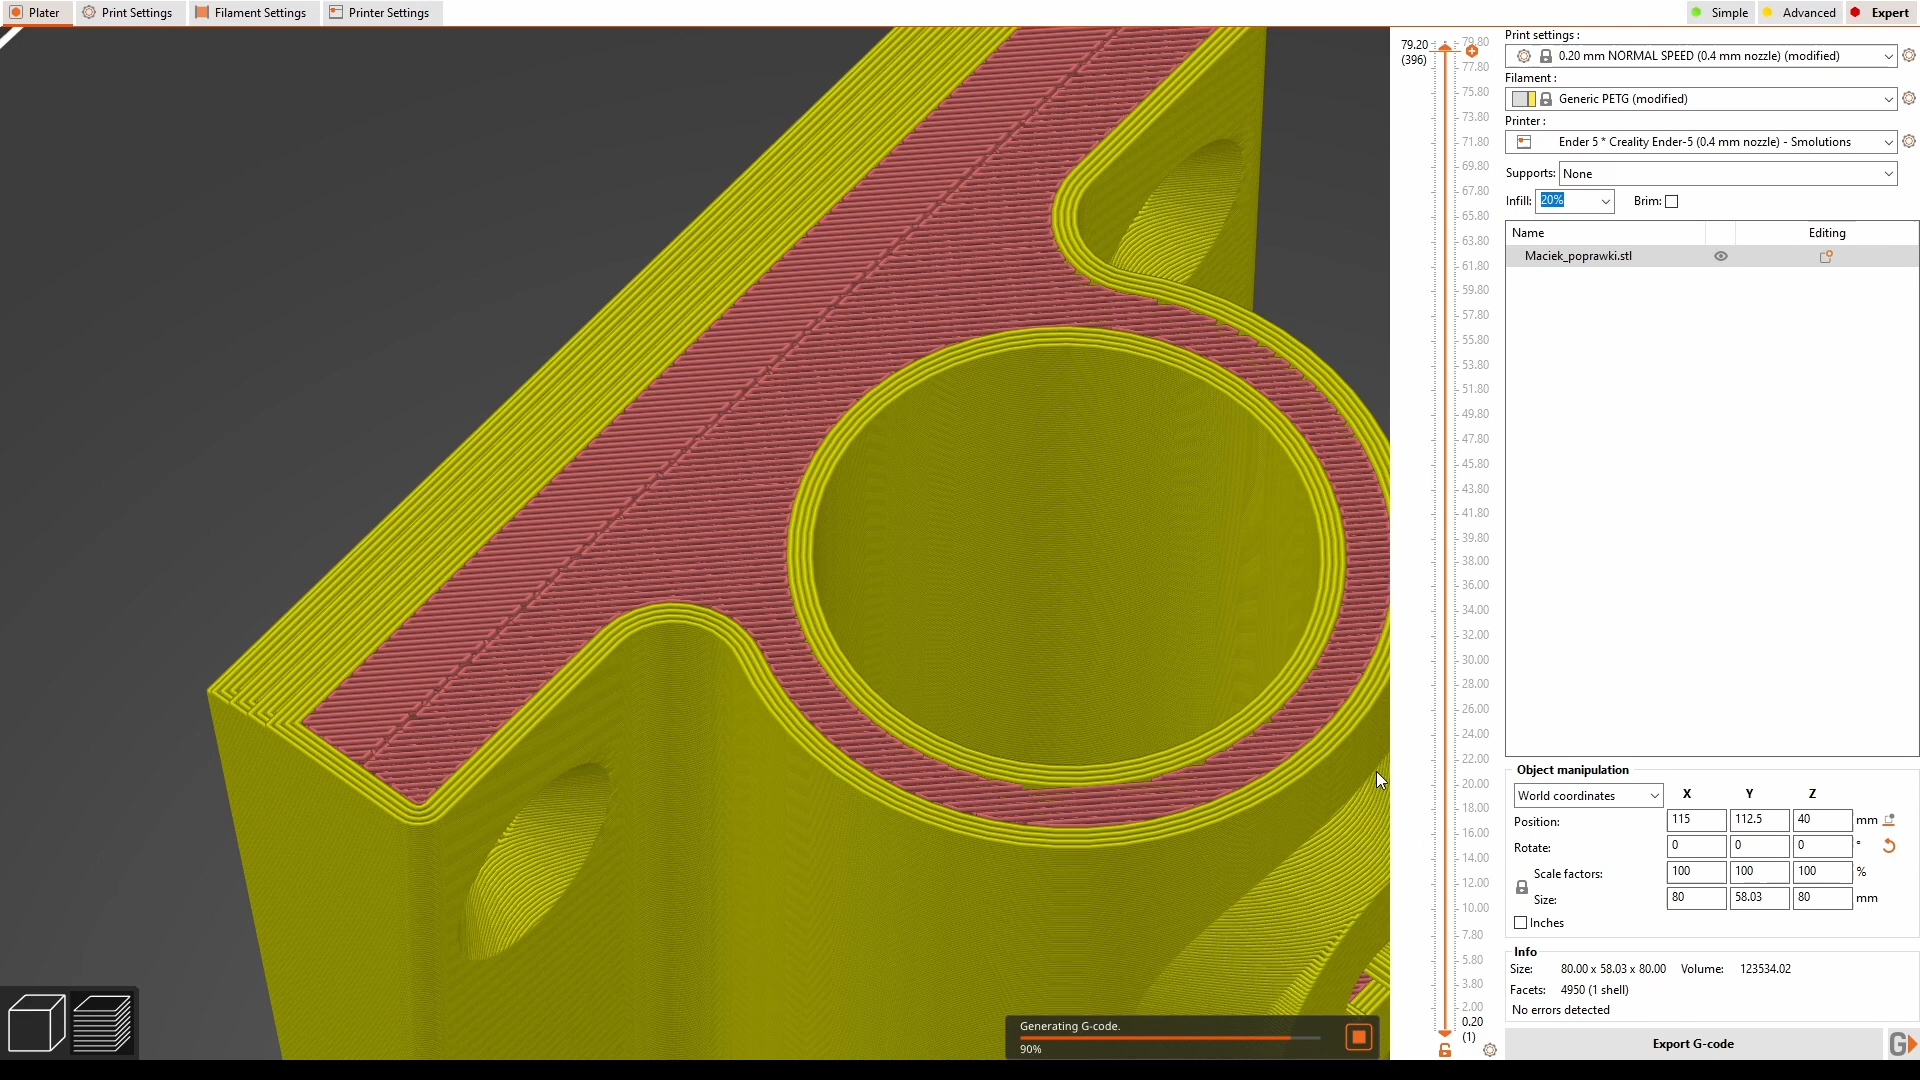 Plater
Print Settings
Filament Settings
Printer Settings
Simple
Advanced
Expert
79.20
(396)
79.80
77.80
75.80
73.80
71.80
69.80
67.80
65.80
63.80
61.80
59.80
57.80
55.80
53.80
51.80
49.80
47.80
45.80
43.80
41.80
39.80
38.00
36.00
34.00
32.00
30.00
28.00
26.00
24.00
22.00
20.00
18.00
16.00
14.00
12.00
10.00
7.80
5.80
3.80
2.00
0.20
(1)
Print settings :
0.20 mm NORMAL SPEED (0.4 mm nozzle) (modified)
Filament :
Generic PETG (modified)
Printer :
Ender 5 * Creality Ender-5 (0.4 mm nozzle) - Smolutions
Supports: None
Infill: 20% Brim:
Name Editing
Maciek_poprawki.stl
Object manipulation
World coordinates X Y Z
Position: 115 112.5 40 mm
Rotate: 0 0 0 °
Scale factors: 100 100 100 %
Size: 80 58.03 80 mm
Inches
Info
Size: 80.00 x 58.03 x 80.00 Volume: 123534.02
Facets: 4950 (1 shell)
No errors detected
Export G-code
G
Generating G-code.
90%